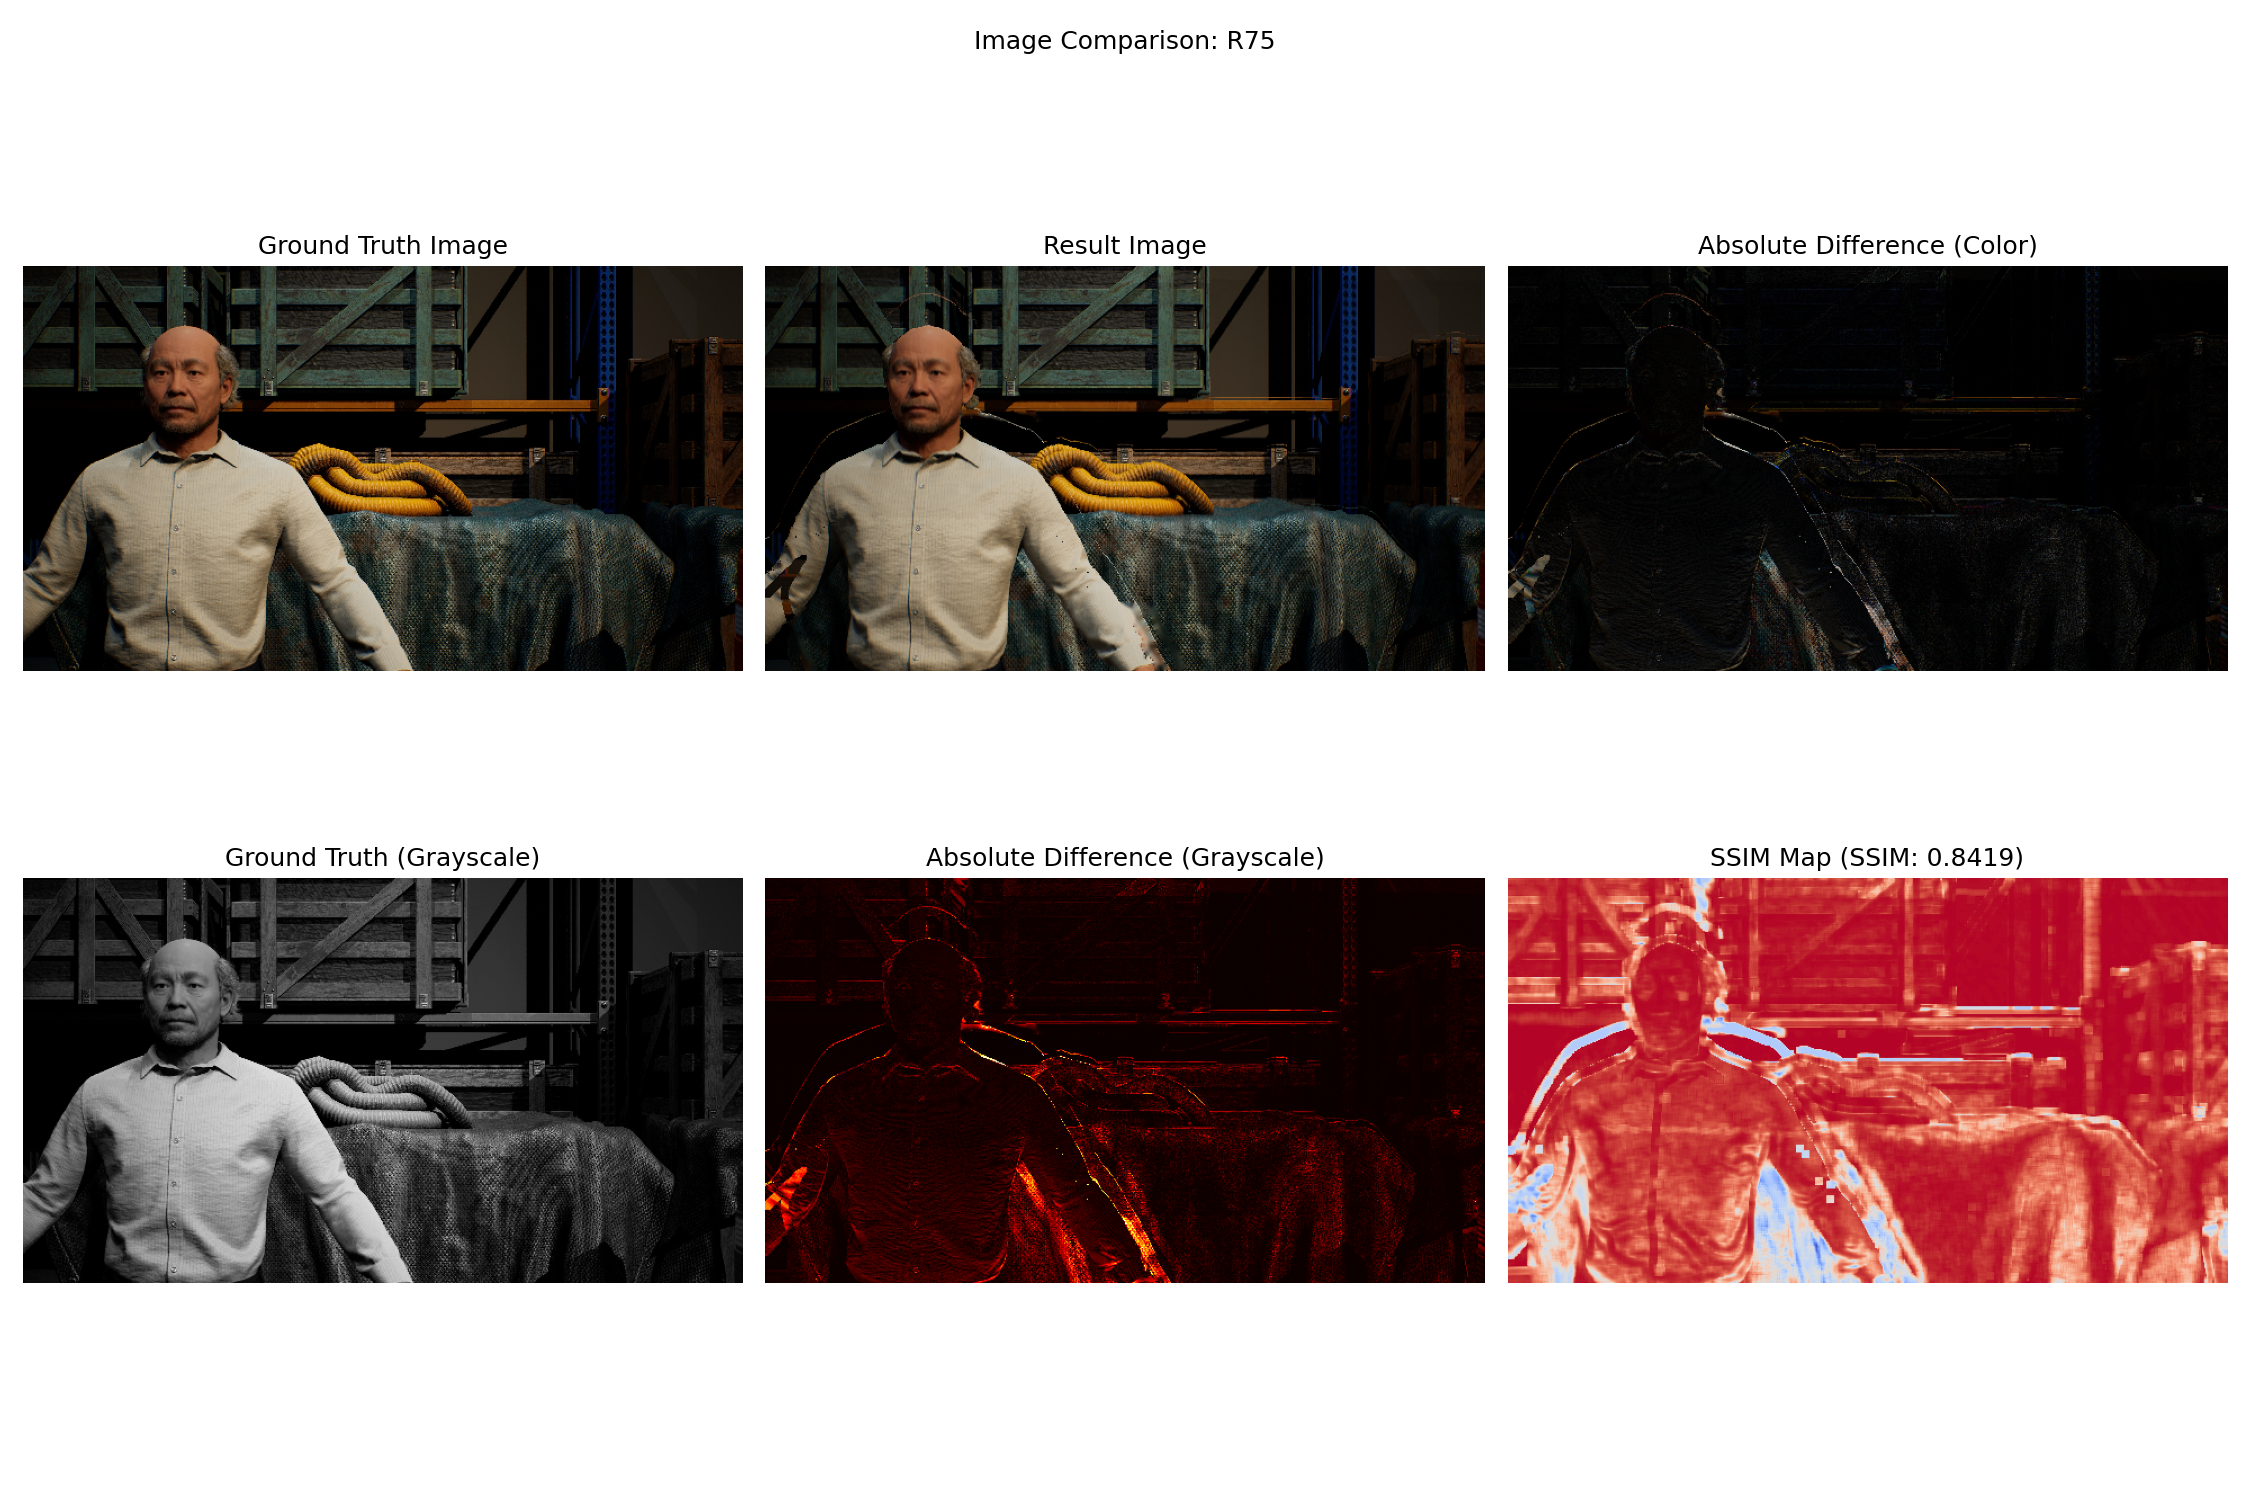 Image Comparison: R75
Ground Truth Image
Result Image
Absolute Difference (Color)
Ground Truth (Grayscale)
Absolute Difference (Grayscale)
SSIM Map (SSIM: 0.8419)